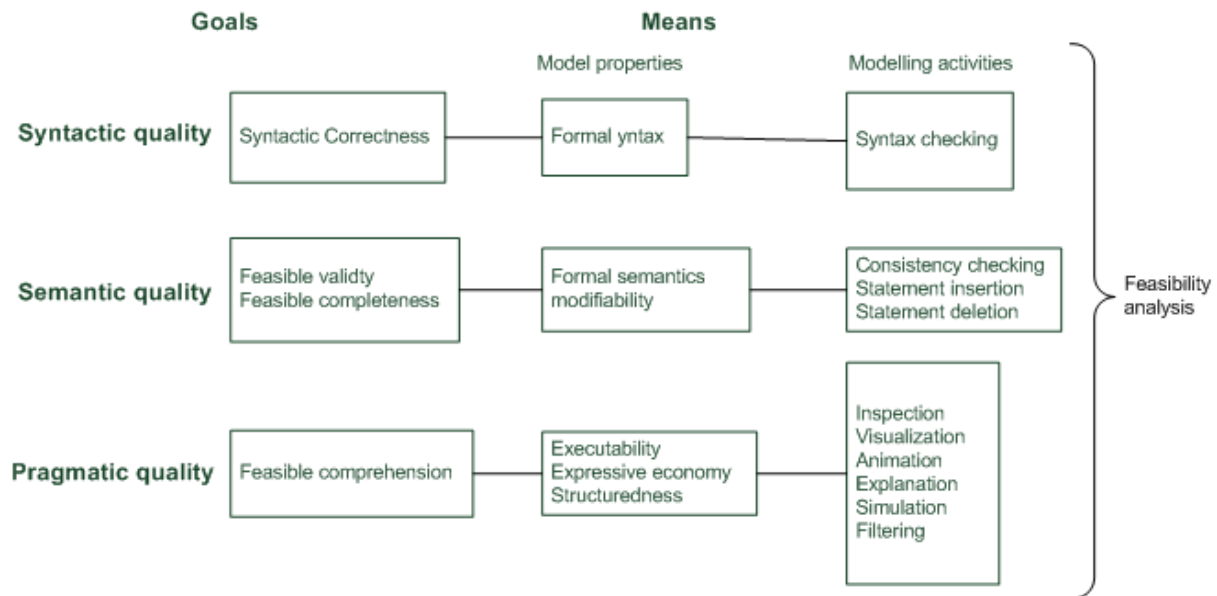 Goals
Means
Model properties
Modelling activities
Syntactic quality
Syntactic Correctness
Formal yntax
Syntax checking
Semantic quality
Feasible validty
Feasible completeness
Formal semantics
modifiability
Consistency checking
Statement insertion
Statement deletion
Feasibility
analysis
Pragmatic quality
Feasible comprehension
Executability
Expressive economy
Structuredness
Inspection
Visualization
Animation
Explanation
Simulation
Filtering